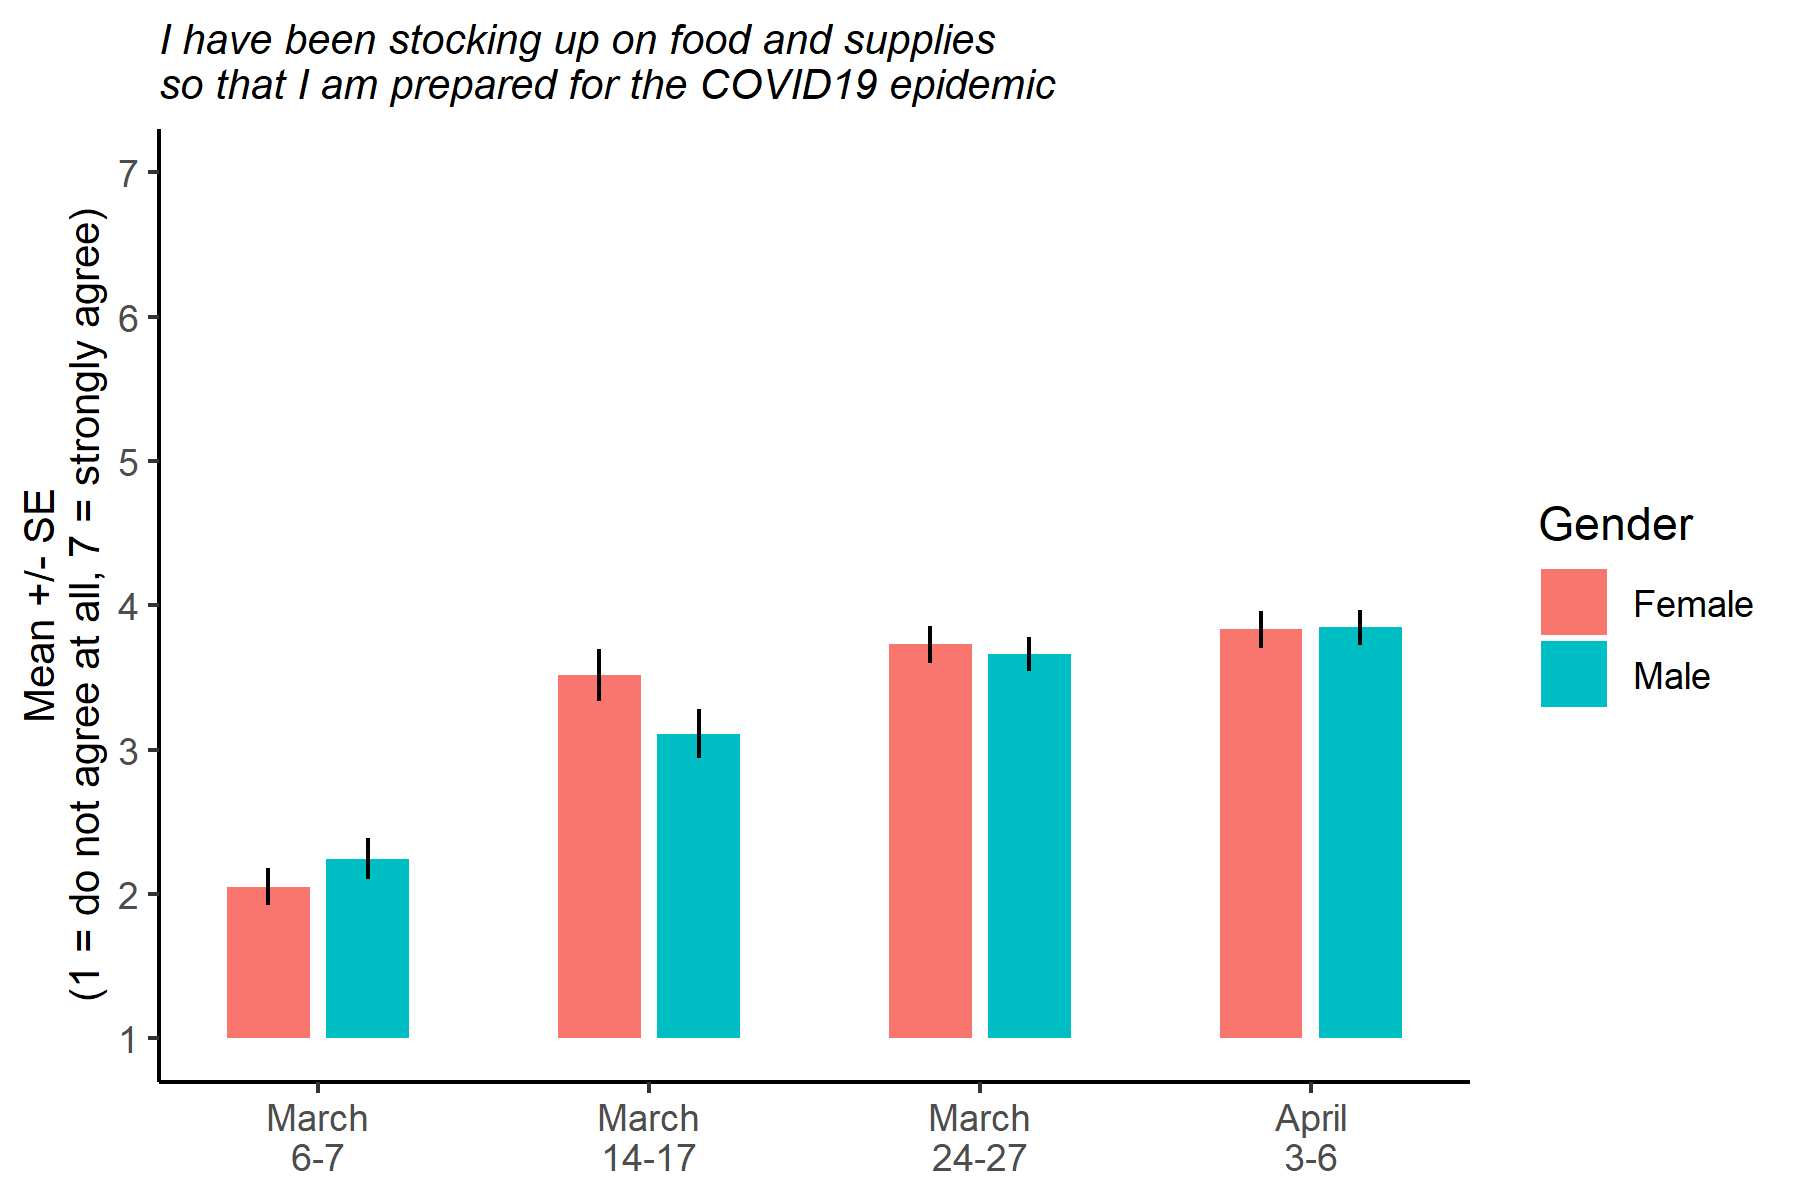 I have been stocking up on food and supplies
so that I am prepared for the COVID19 epidemic
Mean +/- SE
(1 = do not agree at all, 7 = strongly agree)
7
6
5
4
3
2
1
March
6-7
March
14-17
March
24-27
April
3-6
Gender
Female
Male